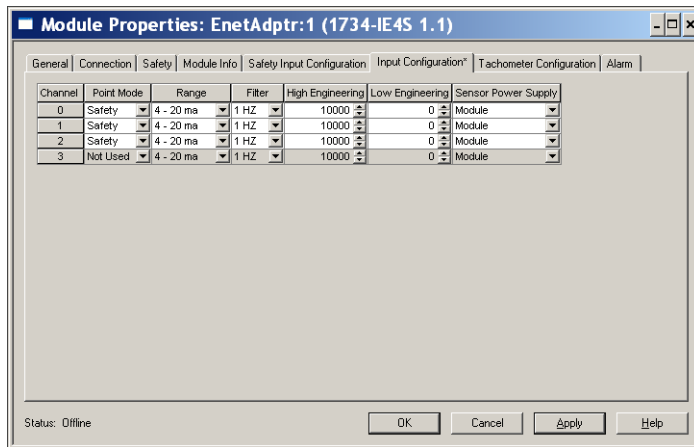 Module Properties: EnetAdptr:1 (1734-IE4S 1.1)
General Connection Safety Module Info Safety Input Configuration Input Configuration* Tachometer Configuration Alarm
Channel Point Mode Range Filter High Engineering Low Engineering Sensor Power Supply
0 Safety 4 - 20 ma 1 HZ 10000 0 Module
1 Safety 4 - 20 ma 1 HZ 10000 0 Module
2 Safety 4 - 20 ma 1 HZ 10000 0 Module
3 Not Used 4 - 20 ma 1 HZ 10000 0 Module
Status: Offline OK Cancel Apply Help